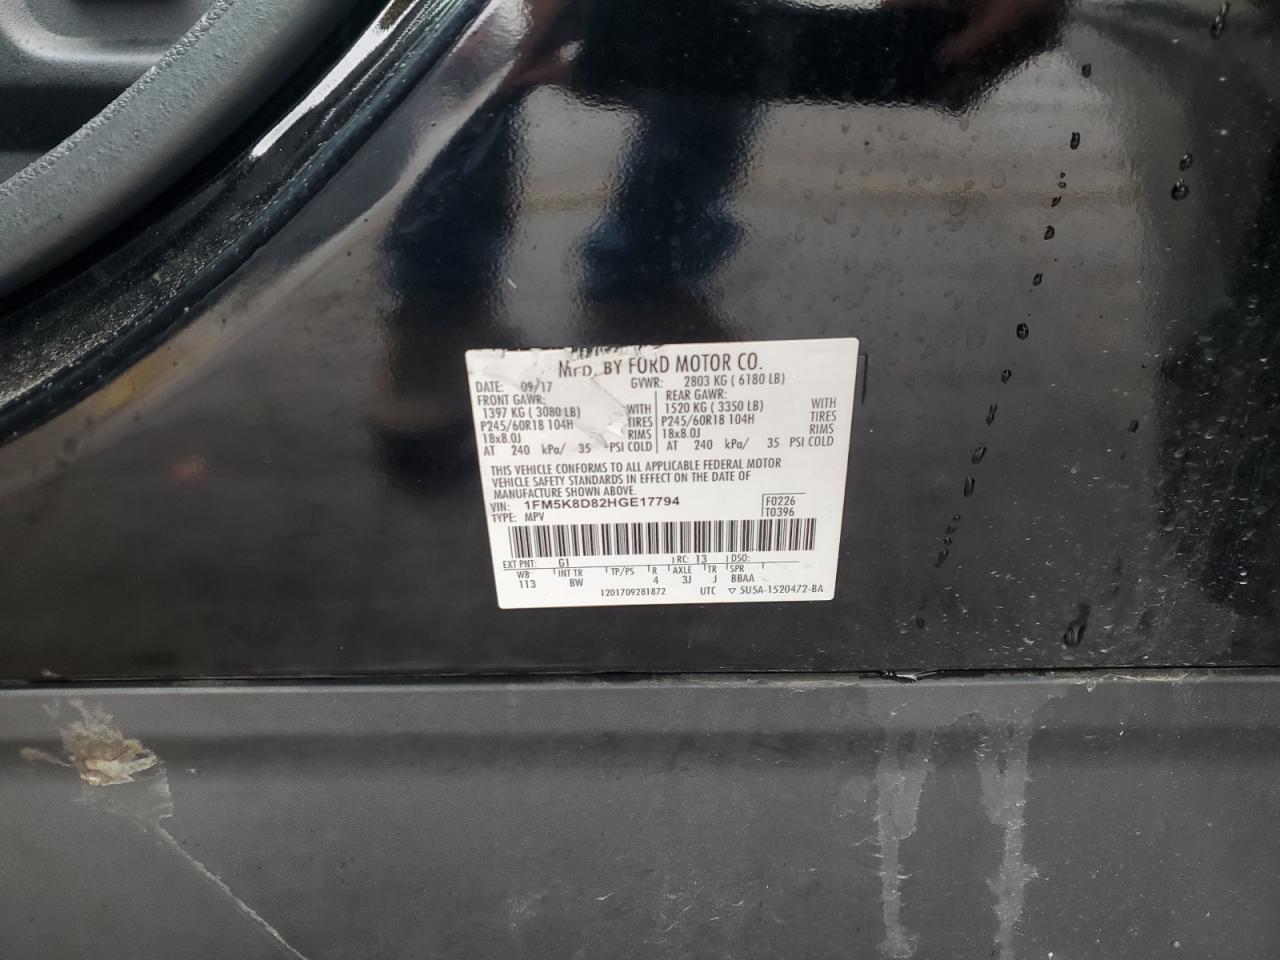 MFD. BY FORD MOTOR CO.
DATE: 09/17 GVWR: 2803 KG ( 6180 LB)
FRONT GAWR: REAR GAWR:
1397 KG ( 3080 LB) WITH 1520 KG ( 3350 LB) WITH
P245/60R18 104H TIRES P245/60R18 104H TIRES
18x8.0J RIMS 18x8.0J RIMS
AT 240 kPa/ 35 PSI COLD AT 240 kPa/ 35 PSI COLD
THIS VEHICLE CONFORMS TO ALL APPLICABLE FEDERAL MOTOR
VEHICLE SAFETY STANDARDS IN EFFECT ON THE DATE OF
MANUFACTURE SHOWN ABOVE.
VIN: 1FM5K8D82HGE17794 F0226
TYPE: MPV T0396
EXT PNT: G1 RC: 13 DSO:
WB INT TR TP/PS R AXLE TR SPR
113 BW 4 3J J BBAA
1201709281872 UTC ▽ 5U5A-1520472-BA